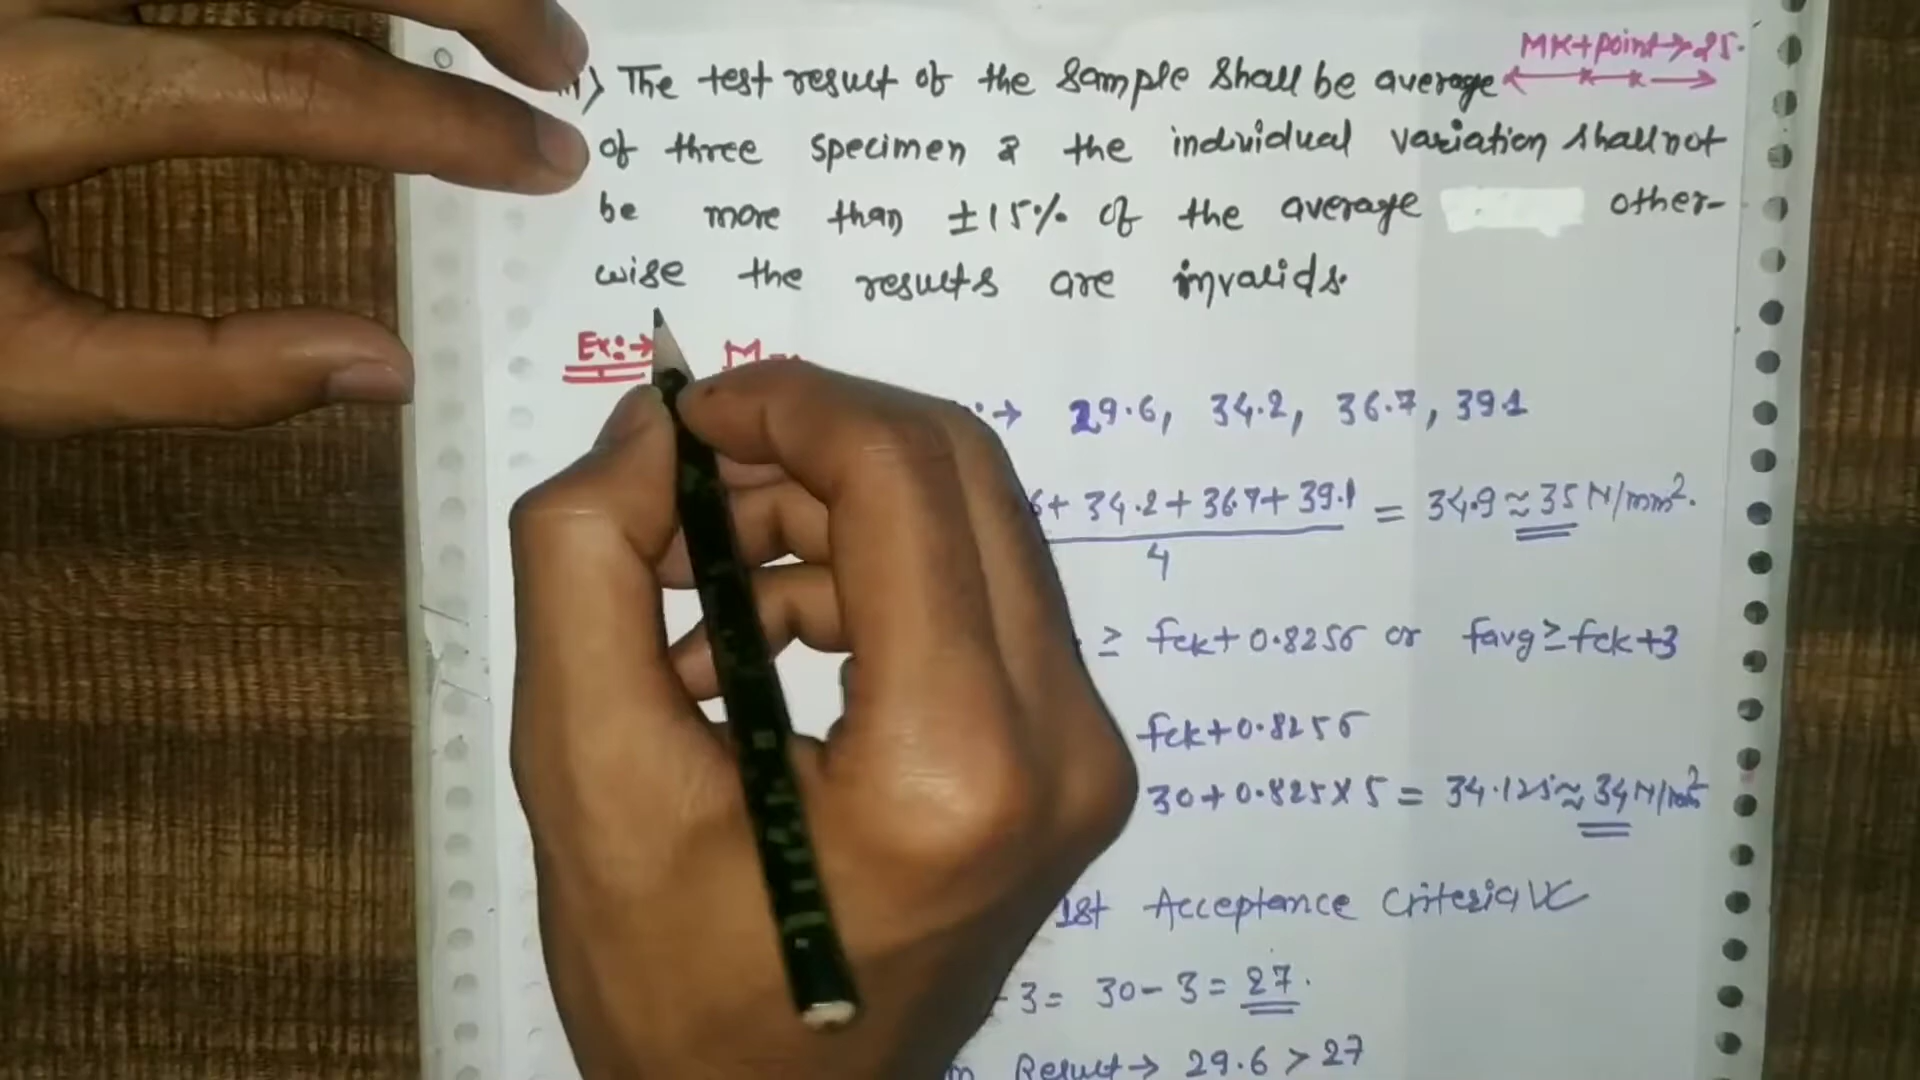 MK+point→25.
) The test result of the Sample Shall be average
of three specimen & the individual variation shall not
be more than ±15% of the average other-
wise the results are invalids.
Ex:→ M
:→ 29.6, 34.2, 36.7, 39.1
6+34.2+36.7+39.1 = 34.9≈35 N/mm².
4
≥ fck+0.825σ or favg≥fck+3
fck+0.825σ
30+0.825×5 = 34.125≈34N/mm²
1st Acceptance Criteria
-3= 30-3=27.
Result→ 29.6>27